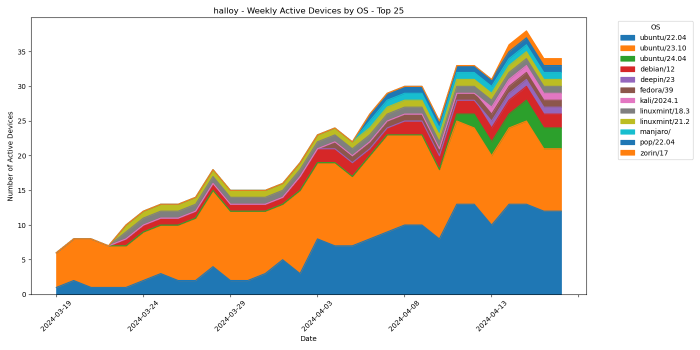 halloy - Weekly Active Devices by OS - Top 25
OS
ubuntu/22.04
ubuntu/23.10
ubuntu/24.04
debian/12
deepin/23
fedora/39
kali/2024.1
linuxmint/18.3
linuxmint/21.2
manjaro/
pop/22.04
zorin/17
Number of Active Devices
35
30
25
20
15
10
5
0
2024-03-19
2024-03-24
2024-03-29
2024-04-03
2024-04-08
2024-04-13
Date